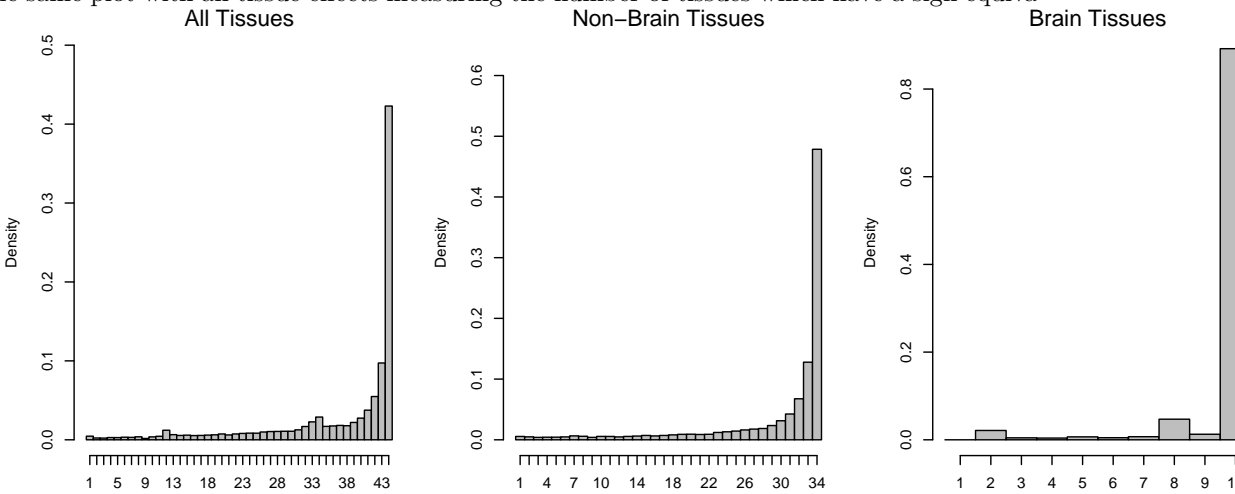 All Tissues
Non−Brain Tissues
Brain Tissues
Density
0.0 0.1 0.2 0.3 0.4 0.5
1 5 9 13 18 23 28 33 38 43
Density
0.0 0.1 0.2 0.3 0.4 0.5 0.6
1 4 7 10 14 18 22 26 30 34
Density
0.0 0.2 0.4 0.6 0.8
1 2 3 4 5 6 7 8 9